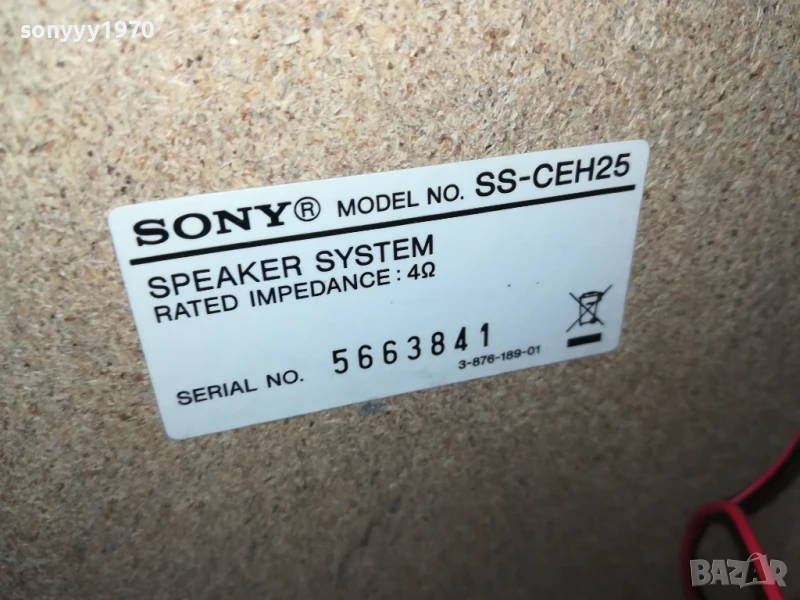 sonyyy1970
SONY® MODEL NO. SS-CEH25
SPEAKER SYSTEM
RATED IMPEDANCE : 4Ω
SERIAL NO. 5663841
3-876-189-01
BAZAR